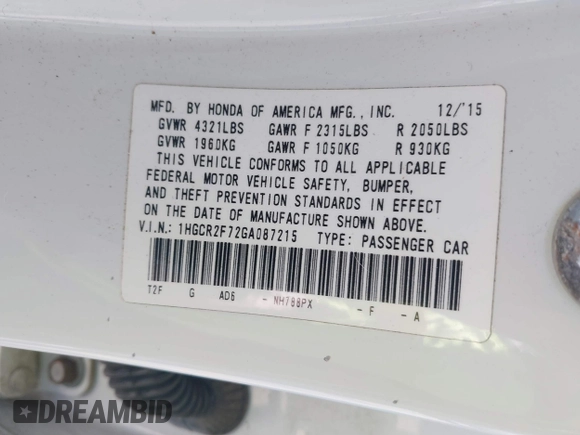 MFD. BY HONDA OF AMERICA MFG., INC. 12/'15
GVWR 4321LBS GAWR F 2315LBS R 2050LBS
GVWR 1960KG GAWR F 1050KG R 930KG
THIS VEHICLE CONFORMS TO ALL APPLICABLE
FEDERAL MOTOR VEHICLE SAFETY, BUMPER,
AND THEFT PREVENTION STANDARDS IN EFFECT
ON THE DATE OF MANUFACTURE SHOWN ABOVE.
V.I.N.: 1HGCR2F72GA087215 TYPE: PASSENGER CAR
T2F G AD6 - NH788PX - F - A
DREAMBID